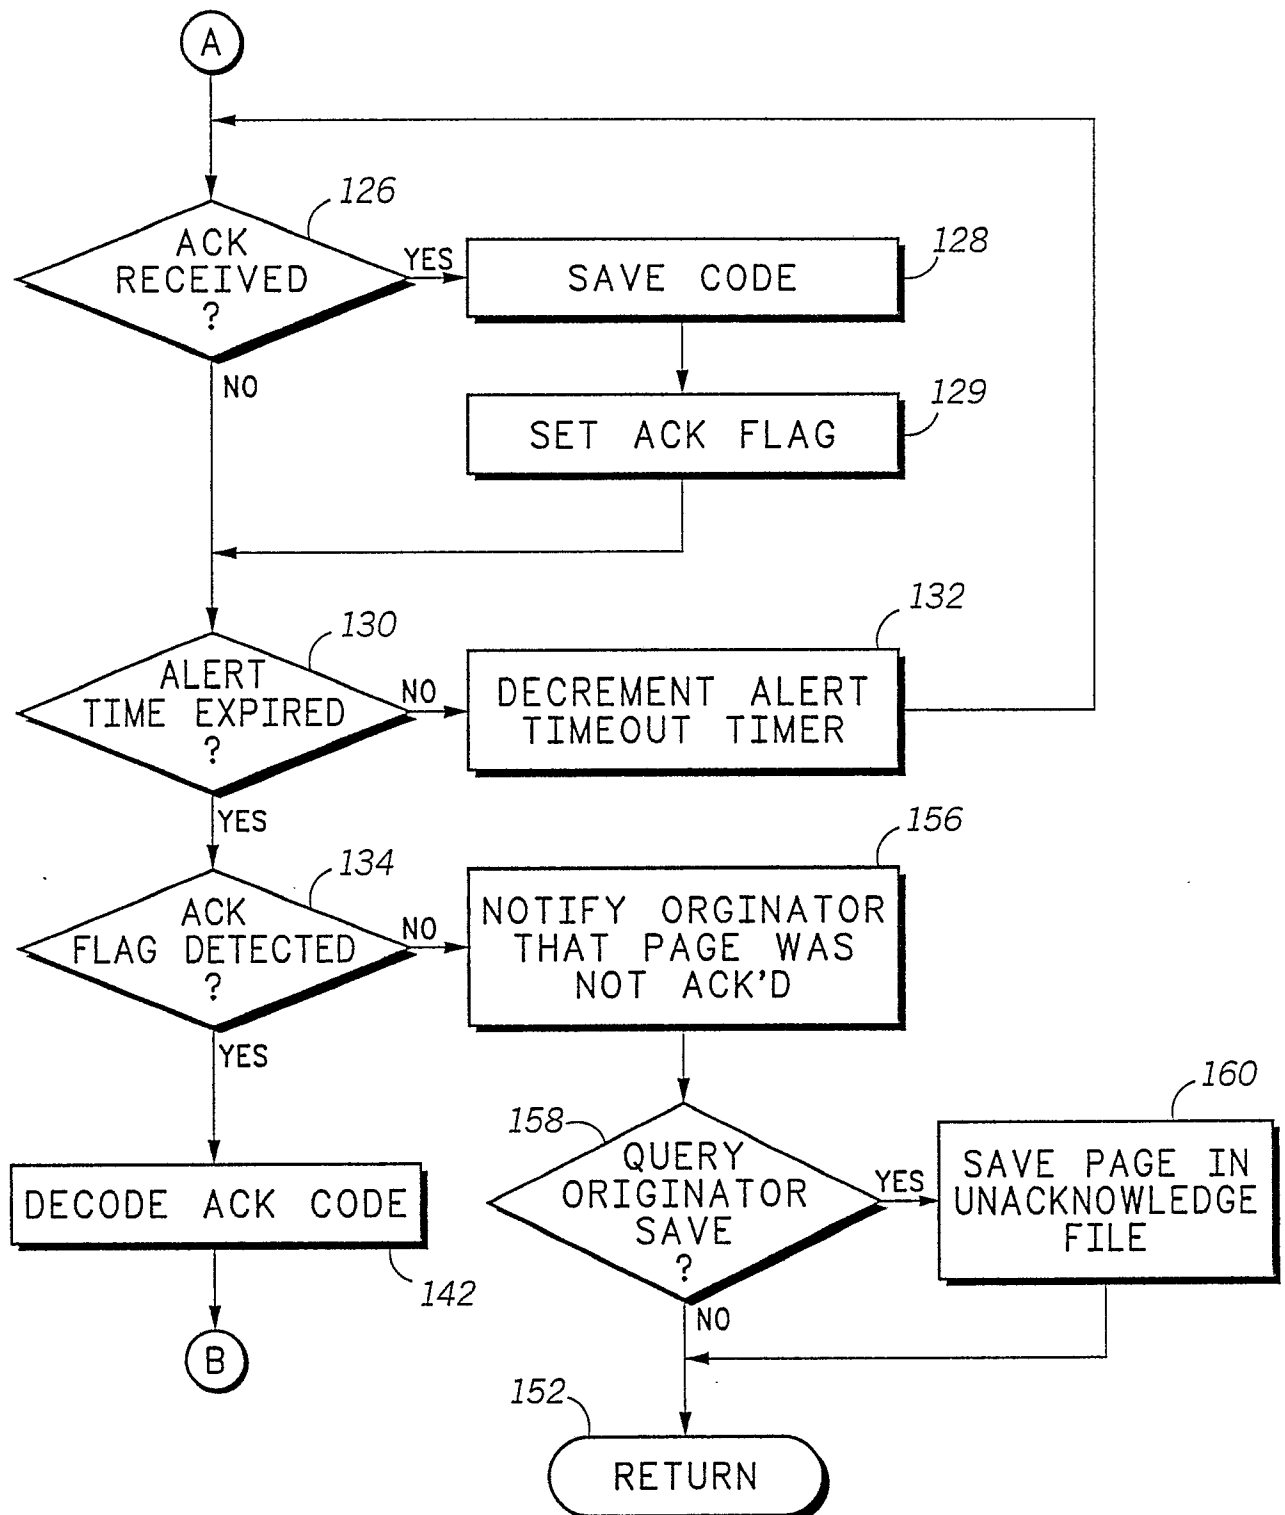 A
126
ACK
RECEIVED
?
YES
NO
128
SAVE CODE
129
SET ACK FLAG
130
ALERT
TIME EXPIRED
?
NO
YES
132
DECREMENT ALERT
TIMEOUT TIMER
134
ACK
FLAG DETECTED
?
NO
YES
156
NOTIFY ORGINATOR
THAT PAGE WAS
NOT ACK'D
158
QUERY
ORIGINATOR
SAVE
?
YES
NO
160
SAVE PAGE IN
UNACKNOWLEDGE
FILE
DECODE ACK CODE
142
B
152
RETURN